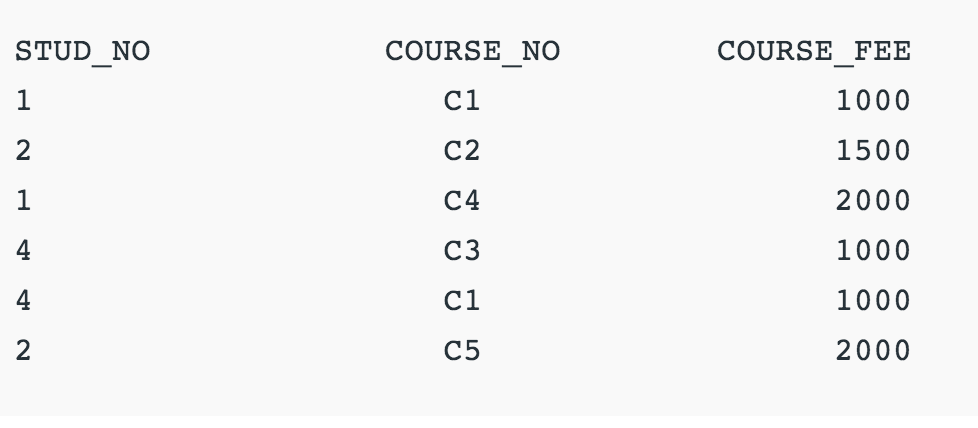 STUD_NO COURSE_NO COURSE_FEE
1 C1 1000
2 C2 1500
1 C4 2000
4 C3 1000
4 C1 1000
2 C5 2000